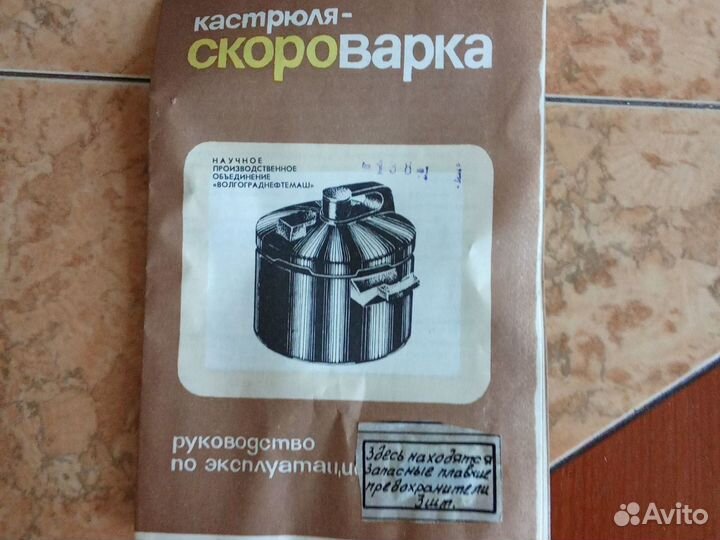 кастрюля-
скороварка
НАУЧНОЕ
ПРОИЗВОДСТВЕННОЕ
ОБЪЕДИНЕНИЕ
«ВОЛГОГРАДНЕФТЕМАШ»
руководство
по эксплуатации
Здесь находятся
запасные плавкие
предохранители
3 шт.
Avito